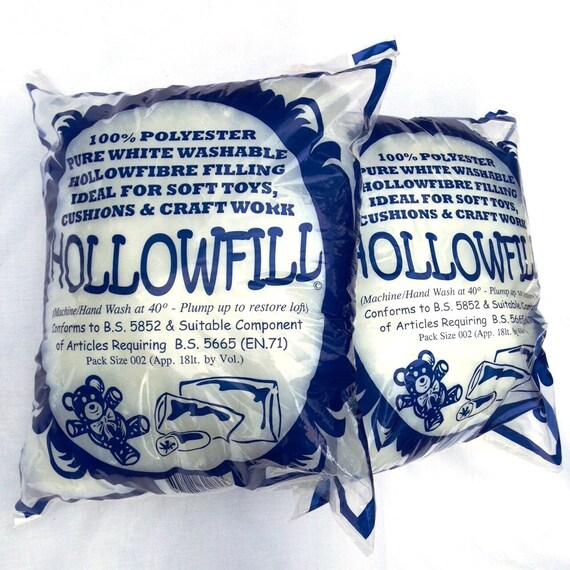 100% POLYESTER
PURE WHITE WASHABLE
HOLLOWFIBRE FILLING
IDEAL FOR SOFT TOYS,
CUSHIONS & CRAFT WORK
HOLLOWFILL©
(Machine/Hand Wash at 40º - Plump up to restore loft)
Conforms to B.S. 5852 & Suitable Component
of Articles Requiring B.S. 5665 (EN.71)
Pack Size 002 (App. 18lt. by Vol.)
100% POLYESTER
PURE WHITE WASHABLE
HOLLOWFIBRE FILLING
IDEAL FOR SOFT TOYS,
CUSHIONS & CRAFT WORK
HOLLOWFILL
(Machine/Hand Wash at 40º - Plump up to
Conforms to B.S. 5852 & Suitable
of Articles Requiring B.S. 5665
Pack Size 002 (App. 18lt. by Vol.)